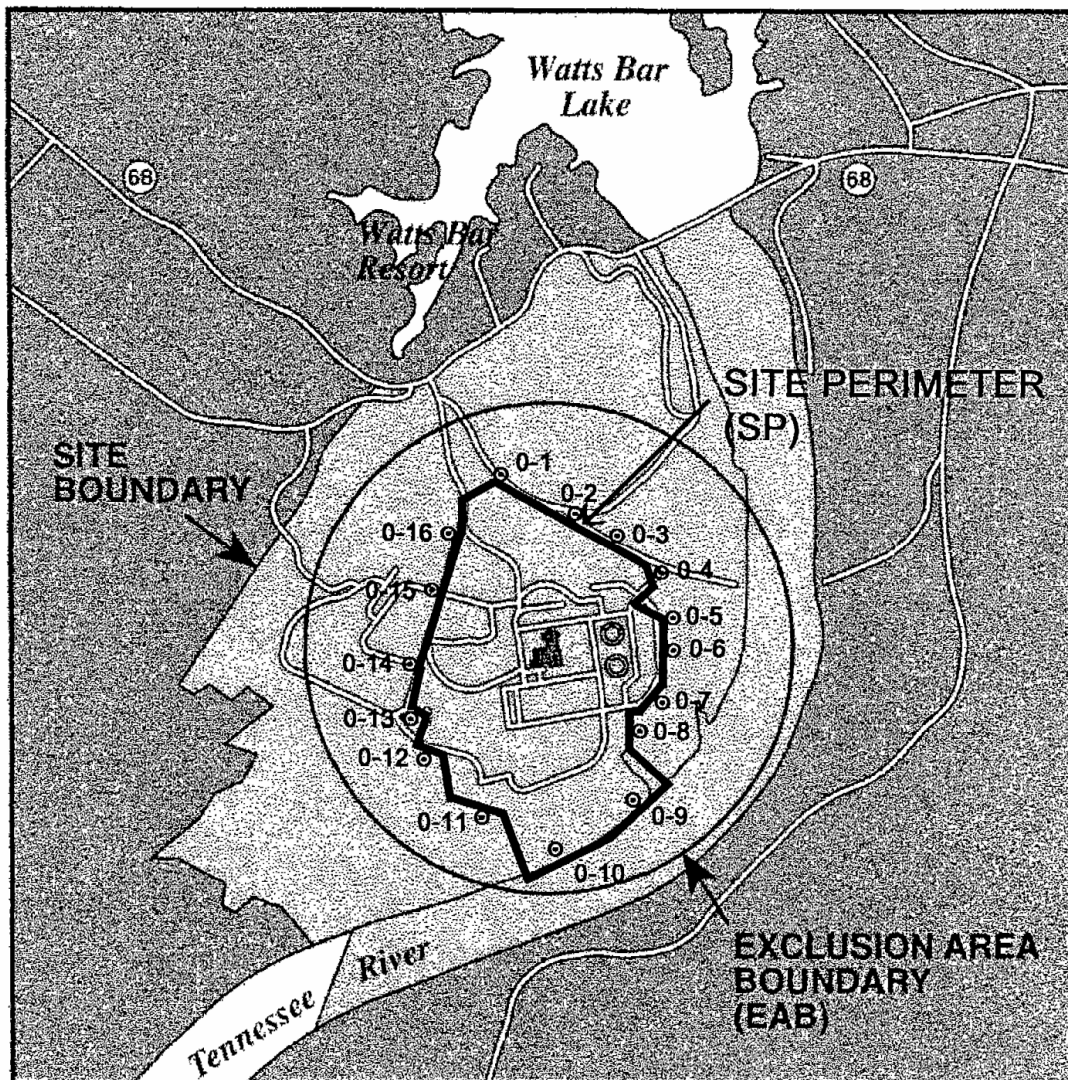 Watts Bar
Lake
68
68
Watts Bar
Resort
SITE PERIMETER
(SP)
SITE
BOUNDARY
0-1
0-2
0-3
0-16
0-4
0-15
0-5
0-6
0-14
0-7
0-13
0-8
0-12
0-9
0-11
0-10
EXCLUSION AREA
BOUNDARY
(EAB)
Tennessee River